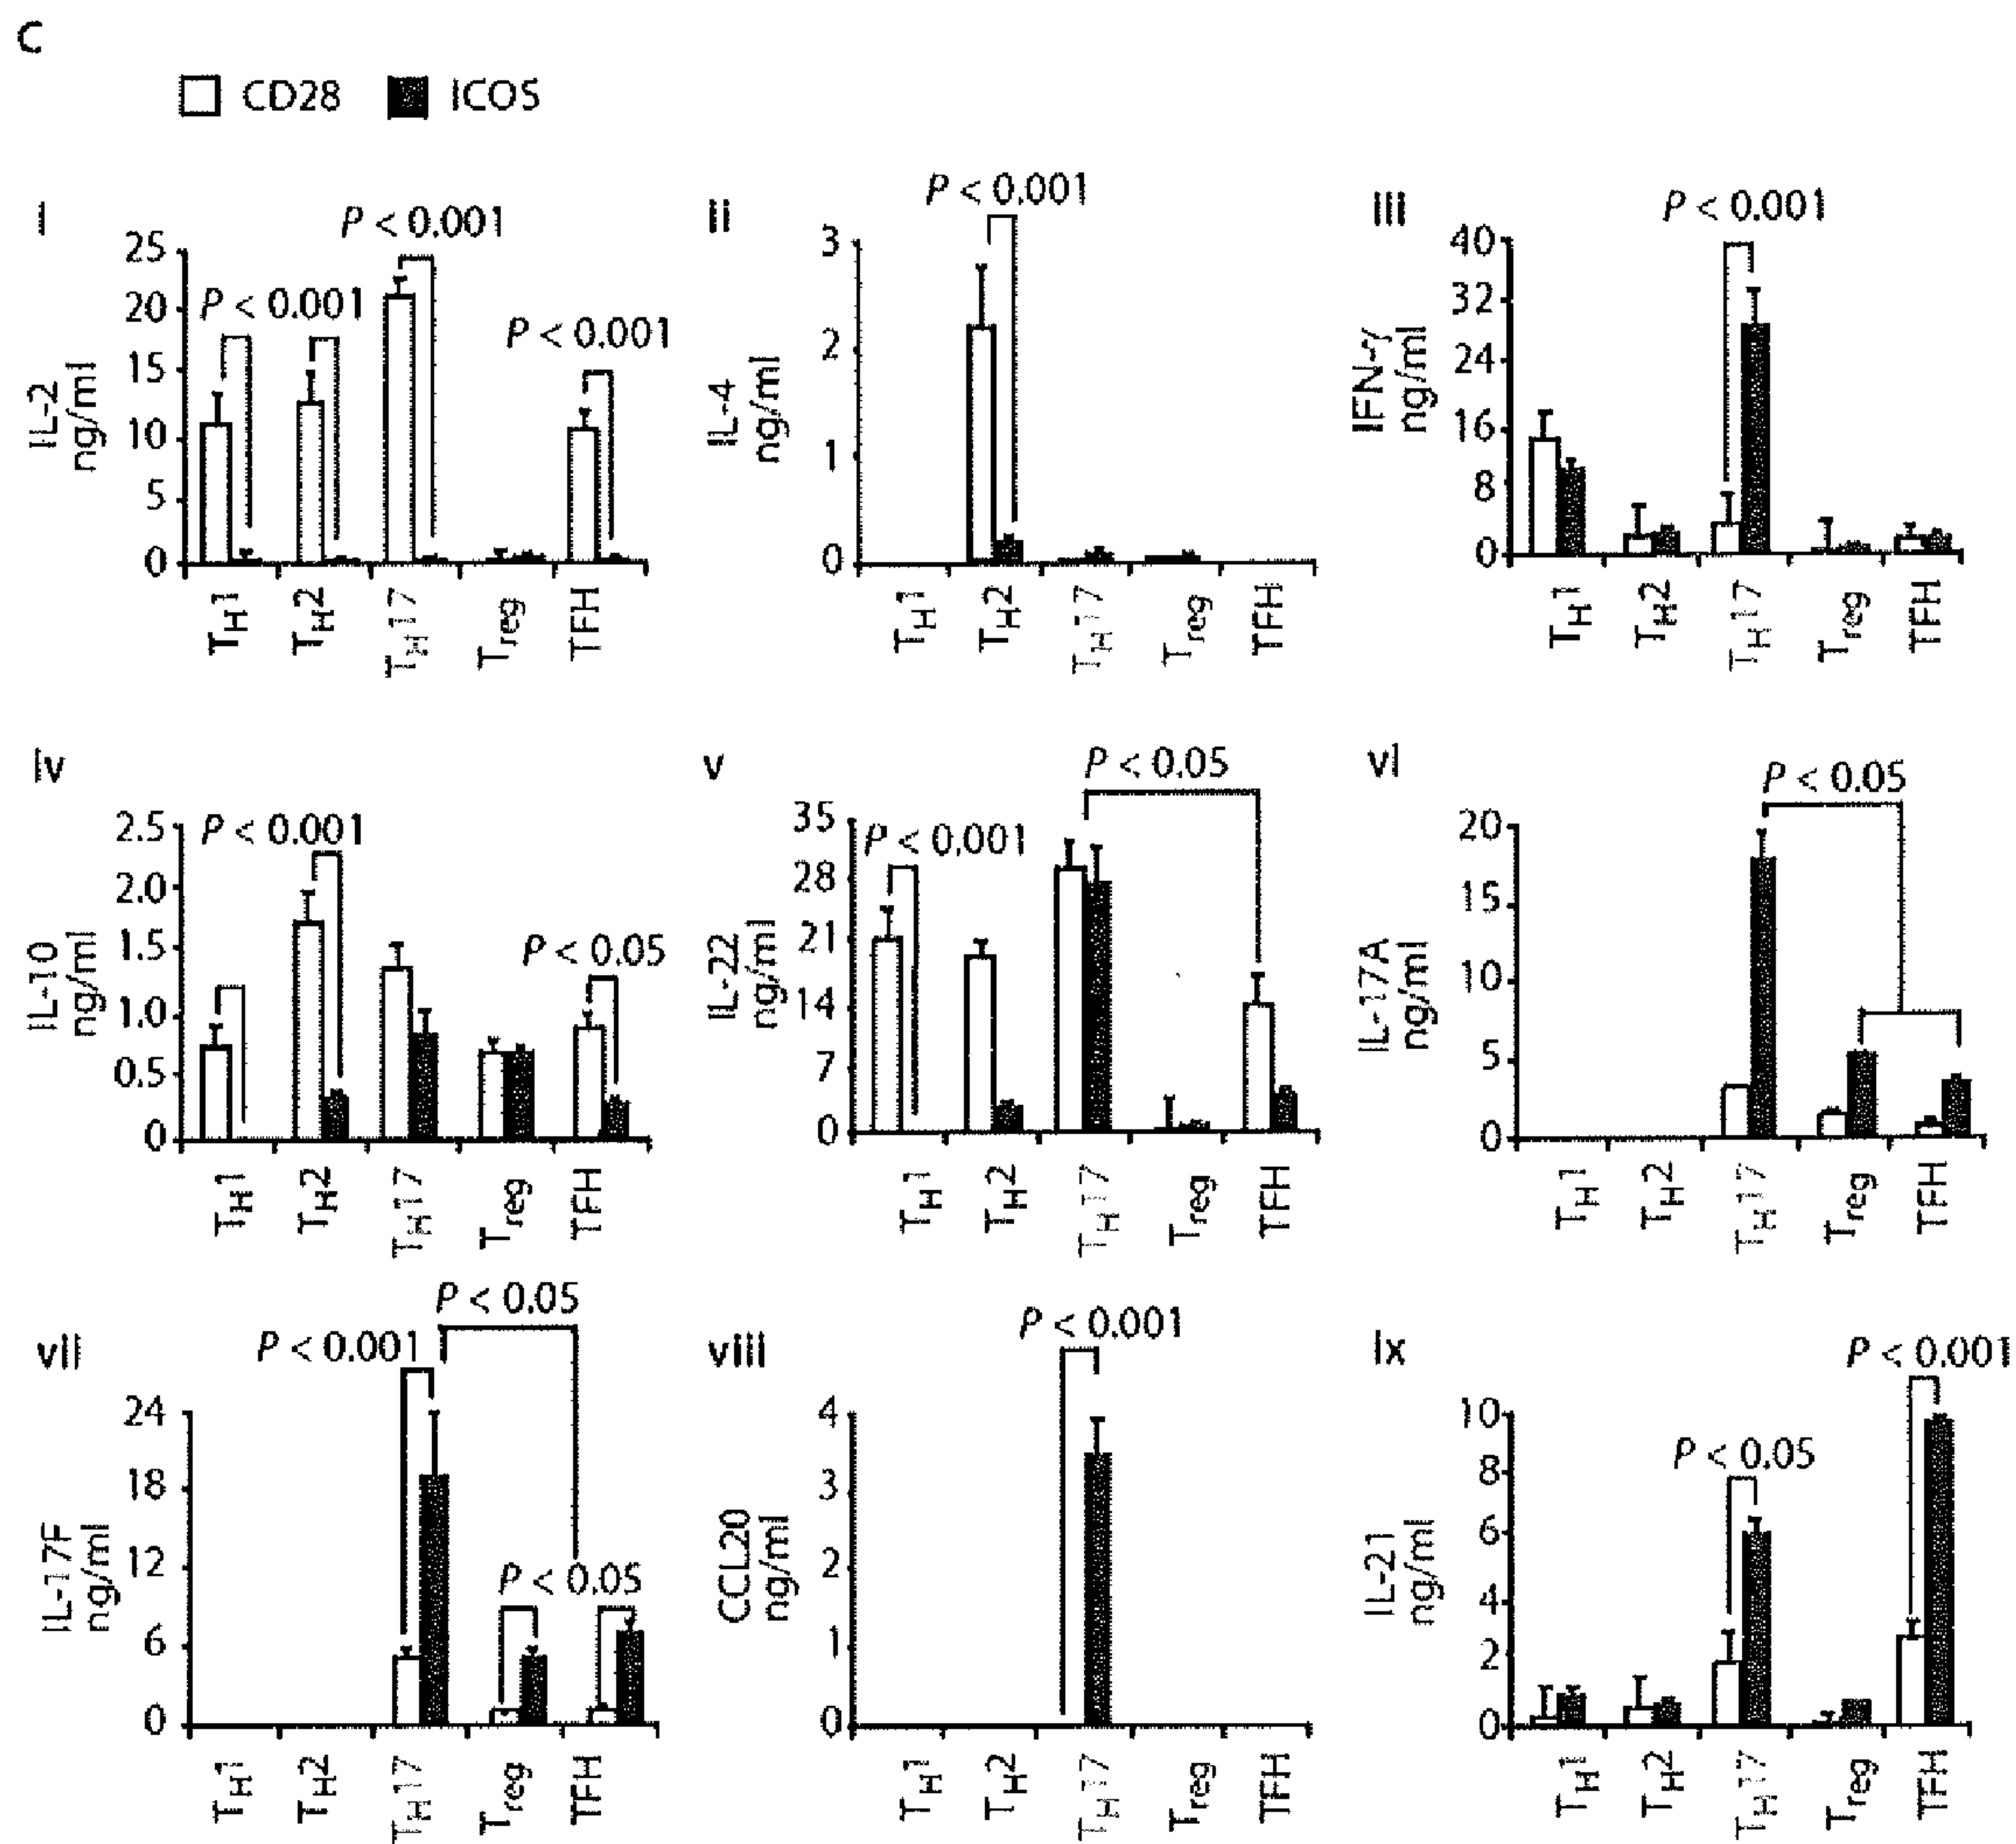 C
CD28 ICOS
i
P < 0.001
P < 0.001
P < 0.001
25
20
15
10
5
0
IL-2
ng/ml
TH1 TH2 TH17 Treg TFH
ii
P < 0.001
3
2
1
0
IL-4
ng/ml
TH1 TH2 TH17 Treg TFH
iii
P < 0.001
40
32
24
16
8
0
IFN-γ
ng/ml
TH1 TH2 TH17 Treg TFH
iv
P < 0.001
P < 0.05
2.5
2.0
1.5
1.0
0.5
0
IL-10
ng/ml
TH1 TH2 TH17 Treg TFH
v
P < 0.05
P < 0.001
35
28
21
14
7
0
IL-22
ng/ml
TH1 TH2 TH17 Treg TFH
vi
P < 0.05
20
15
10
5
0
IL-17A
ng/ml
TH1 TH2 TH17 Treg TFH
vii
P < 0.05
P < 0.001
P < 0.05
24
18
12
6
0
IL-17F
ng/ml
TH1 TH2 TH17 Treg TFH
viii
P < 0.001
4
3
2
1
0
CCL20
ng/ml
TH1 TH2 TH17 Treg TFH
ix
P < 0.001
P < 0.05
10
8
6
4
2
0
IL-21
ng/ml
TH1 TH2 TH17 Treg TFH